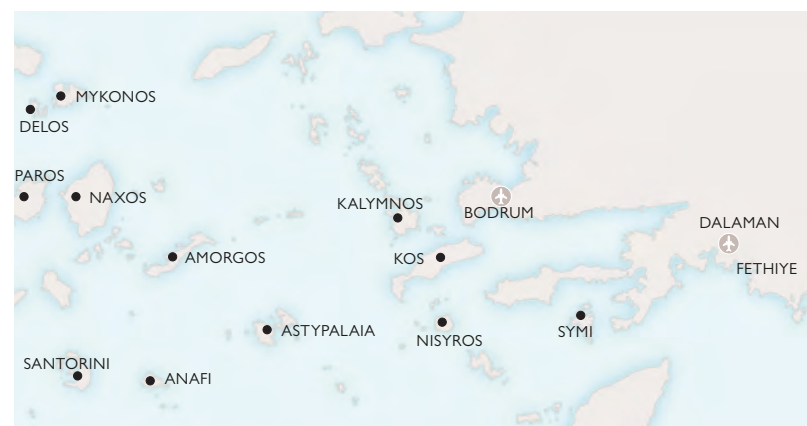 MYKONOS
DELOS
PAROS
NAXOS
KALYMNOS
BODRUM
DALAMAN
AMORGOS
KOS
FETHIYE
ASTYPALAIA
NISYROS
SYMI
SANTORINI
ANAFI